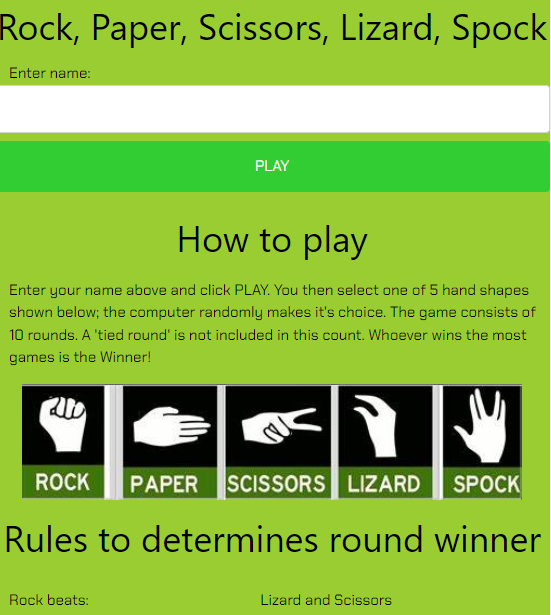 Rock, Paper, Scissors, Lizard, Spock
Enter name:
PLAY
How to play
Enter your name above and click PLAY. You then select one of 5 hand shapes
shown below; the computer randomly makes it's choice. The game consists of
10 rounds. A 'tied round' is not included in this count. Whoever wins the most
games is the Winner!
ROCK PAPER SCISSORS LIZARD SPOCK
Rules to determines round winner
Rock beats: Lizard and Scissors